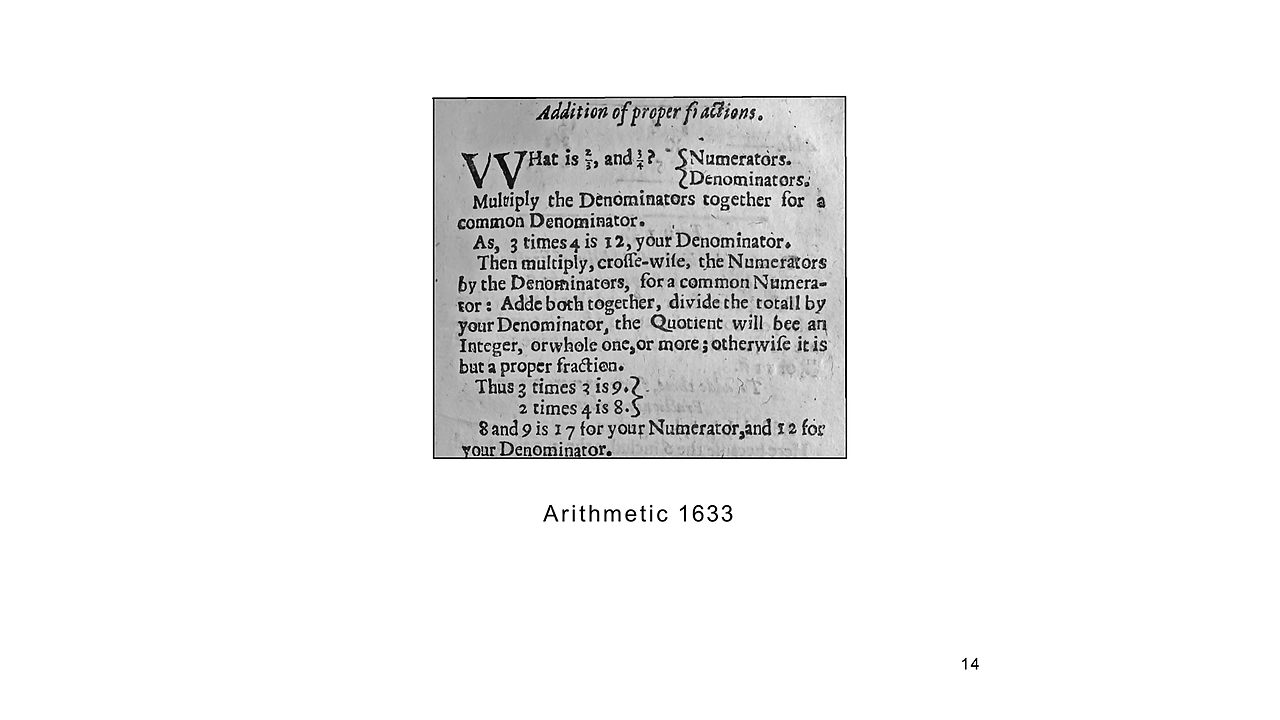 Addition of proper fractions.
WHat is 2/3, and 3/4? {Numerators.
{Denominators.
Multiply the Denominators together for a
common Denominator.
As, 3 times 4 is 12, your Denominator.
Then multiply, croſſe-wiſe, the Numerators
by the Denominators, for a common Numera-
tor: Adde both together, divide the totall by
your Denominator, the Quotient will bee an
Integer, or whole one, or more; otherwiſe it is
but a proper fraction.
Thus 3 times 3 is 9.}
2 times 4 is 8.}
8 and 9 is 17 for your Numerator, and 12 for
your Denominator.
Arithmetic 1633
14